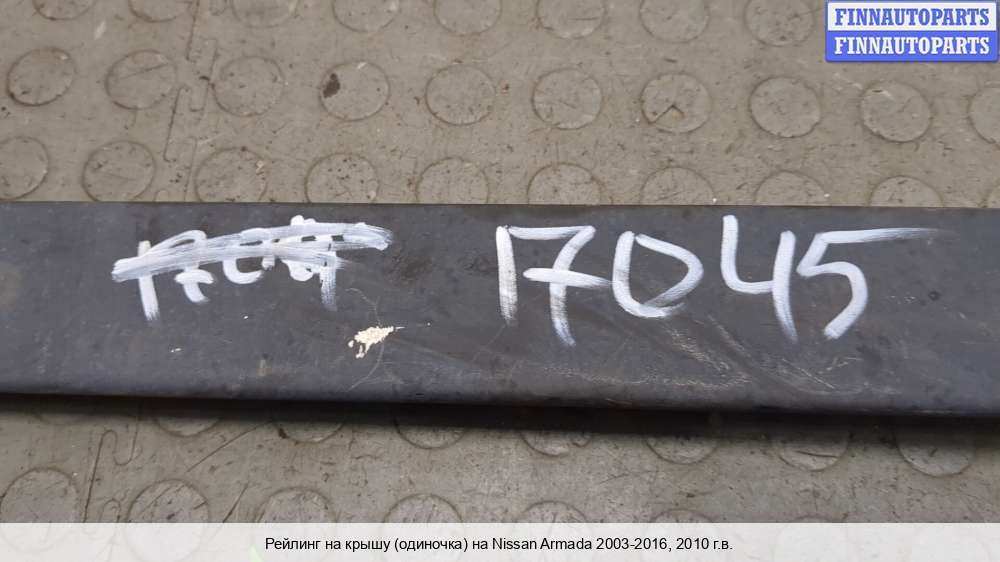 FINNAUTOPARTS
FINNAUTOPARTS
17045
Рейлинг на крышу (одиночка) на Nissan Armada 2003-2016, 2010 г.в.